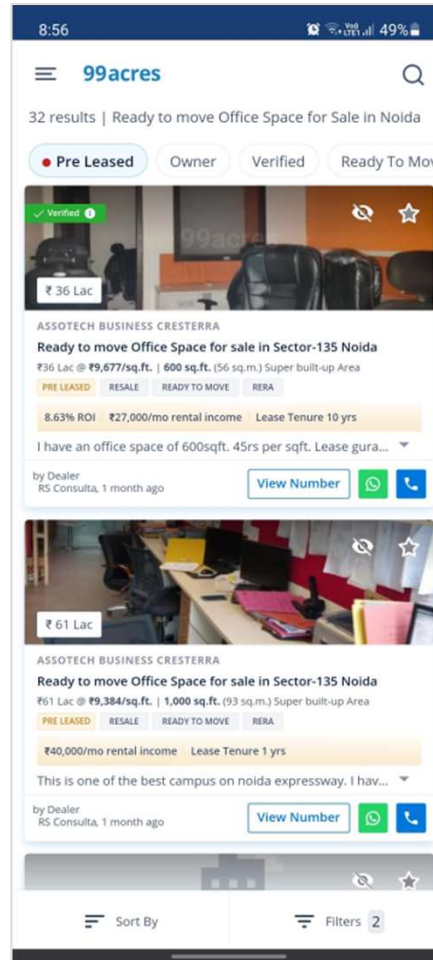 8:56
49%
99acres
32 results | Ready to move Office Space for Sale in Noida
Pre Leased Owner Verified Ready To Mov
Verified
99acres
₹ 36 Lac
ASSOTECH BUSINESS CRESTERRA
Ready to move Office Space for sale in Sector-135 Noida
₹36 Lac @ ₹9,677/sq.ft. | 600 sq.ft. (56 sq.m.) Super built-up Area
PRE LEASED RESALE READY TO MOVE RERA
8.63% ROI ₹27,000/mo rental income Lease Tenure 10 yrs
I have an office space of 600sqft. 45rs per sqft. Lease gura...
by Dealer
RS Consulta, 1 month ago
View Number
₹ 61 Lac
ASSOTECH BUSINESS CRESTERRA
Ready to move Office Space for sale in Sector-135 Noida
₹61 Lac @ ₹9,384/sq.ft. | 1,000 sq.ft. (93 sq.m.) Super built-up Area
PRE LEASED RESALE READY TO MOVE RERA
₹40,000/mo rental income Lease Tenure 1 yrs
This is one of the best campus on noida expressway. I hav...
by Dealer
RS Consulta, 1 month ago
View Number
Sort By
Filters 2